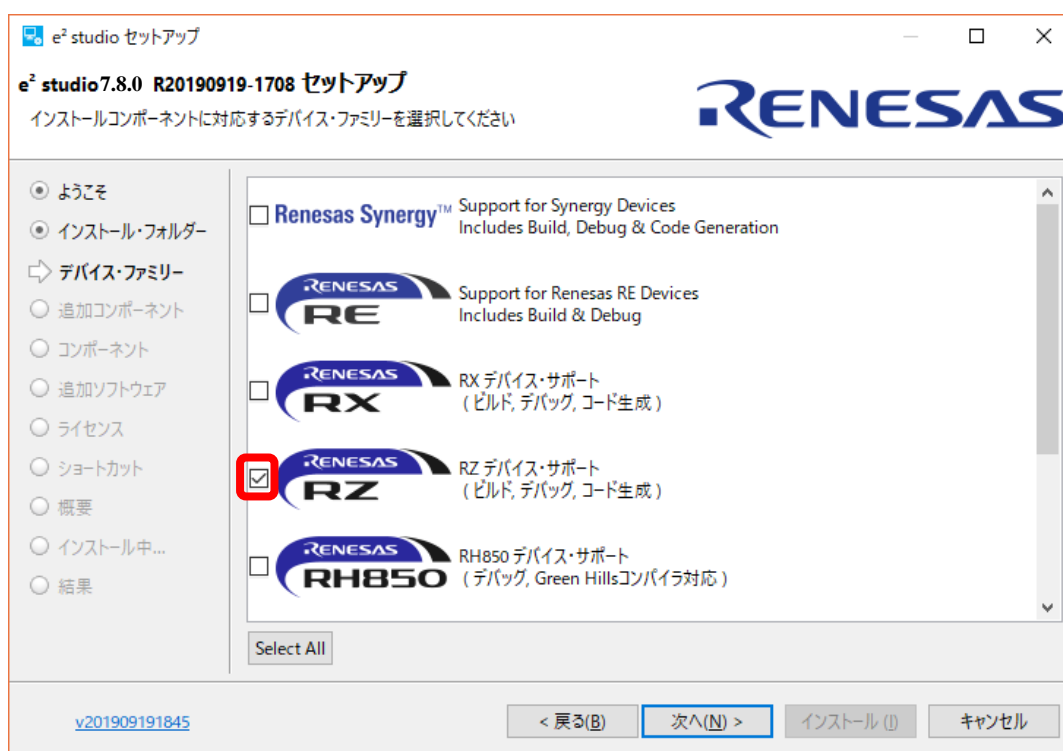 e² studio セットアップ
e² studio7.8.0 R20190919-1708 セットアップ
インストールコンポーネントに対応するデバイス・ファミリーを選択してください
RENESAS
ようこそ
インストール・フォルダー
デバイス・ファミリー
追加コンポーネント
コンポーネント
追加ソフトウェア
ライセンス
ショートカット
概要
インストール中...
結果
Renesas Synergy™
Support for Synergy Devices
Includes Build, Debug & Code Generation
RENESAS
RE
Support for Renesas RE Devices
Includes Build & Debug
RENESAS
RX
RX デバイス・サポート
( ビルド, デバッグ, コード生成 )
RENESAS
RZ
RZ デバイス・サポート
( ビルド, デバッグ, コード生成 )
RENESAS
RH850
RH850 デバイス・サポート
( デバッグ, Green Hillsコンパイラ対応 )
Select All
v201909191845
< 戻る(B)
次へ(N) >
インストール (I)
キャンセル